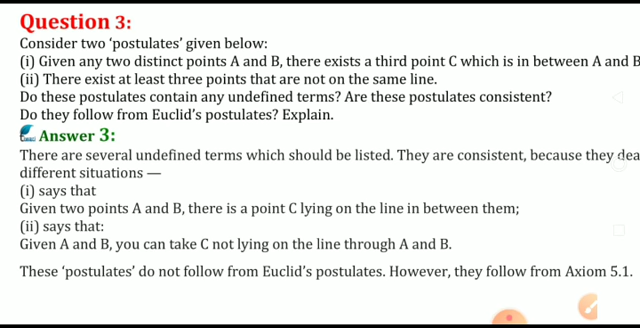 Question 3:
Consider two ‘postulates’ given below:
(i) Given any two distinct points A and B, there exists a third point C which is in between A and B
(ii) There exist at least three points that are not on the same line.
Do these postulates contain any undefined terms? Are these postulates consistent?
Do they follow from Euclid’s postulates? Explain.
Answer 3:
There are several undefined terms which should be listed. They are consistent, because they dea
different situations —
(i) says that
Given two points A and B, there is a point C lying on the line in between them;
(ii) says that:
Given A and B, you can take C not lying on the line through A and B.
These ‘postulates’ do not follow from Euclid’s postulates. However, they follow from Axiom 5.1.